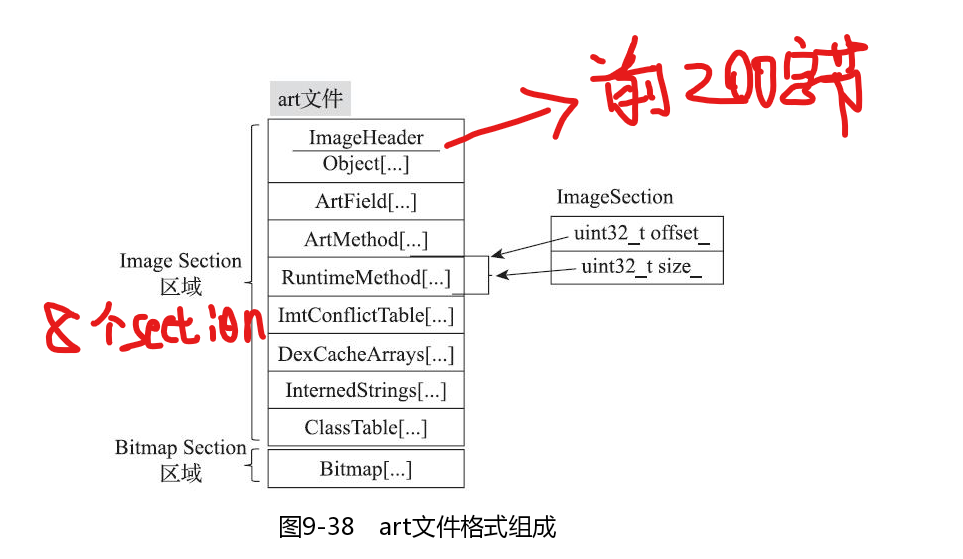 前200字节
art文件
ImageHeader
Object[...]
ArtField[...]
ArtMethod[...]
RuntimeMethod[...]
ImtConflictTable[...]
DexCacheArrays[...]
InternedStrings[...]
ClassTable[...]
Bitmap[...]
Image Section
区域
8个section
Bitmap Section
区域
ImageSection
uint32_t offset_
uint32_t size_
图9-38 art文件格式组成